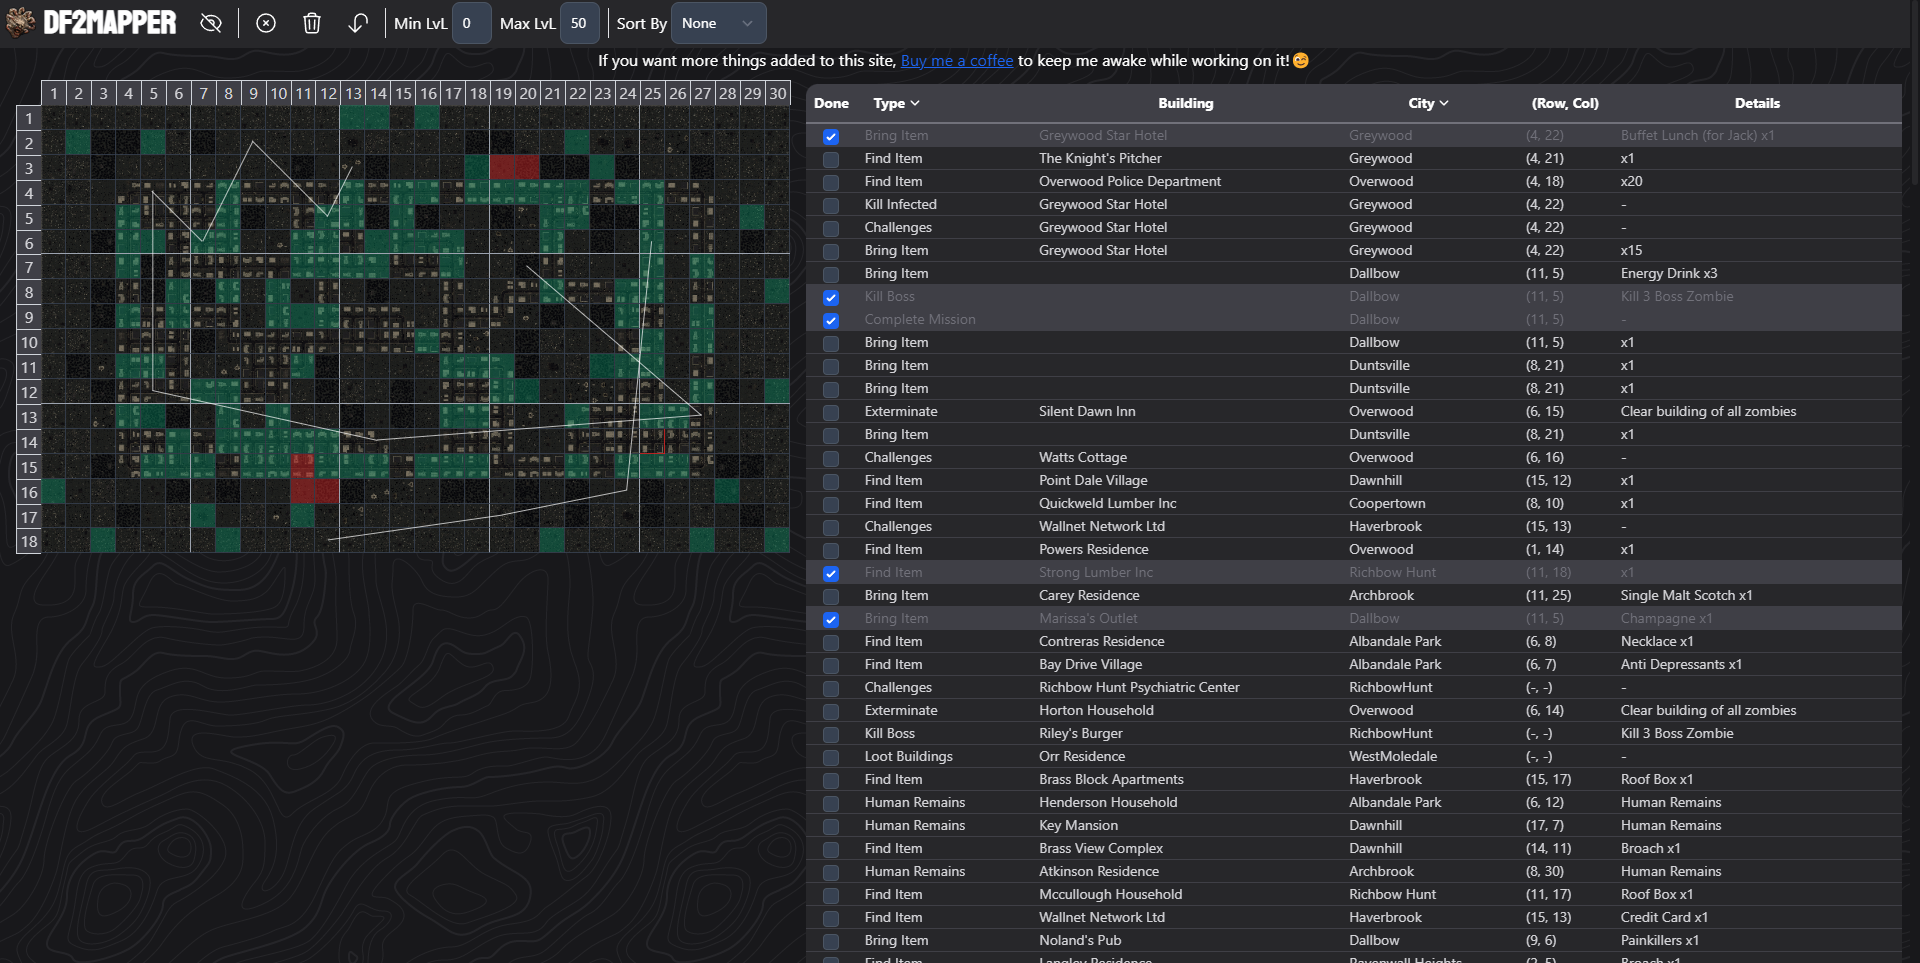 DF2MAPPER Min LvL 0 Max LvL 50 Sort By None
If you want more things added to this site, Buy me a coffee to keep me awake while working on it!😊
1 2 3 4 5 6 7 8 9 10 11 12 13 14 15 16 17 18 19 20 21 22 23 24 25 26 27 28 29 30
1
2
3
4
5
6
7
8
9
10
11
12
13
14
15
16
17
18
Done Type Building City (Row, Col) Details
Bring Item Greywood Star Hotel Greywood (4, 22) Buffet Lunch (for Jack) x1
Find Item The Knight's Pitcher Greywood (4, 21) x1
Find Item Overwood Police Department Overwood (4, 18) x20
Kill Infected Greywood Star Hotel Greywood (4, 22) -
Challenges Greywood Star Hotel Greywood (4, 22) -
Bring Item Greywood Star Hotel Greywood (4, 22) x15
Bring Item Dallbow (11, 5) Energy Drink x3
Kill Boss Dallbow (11, 5) Kill 3 Boss Zombie
Complete Mission Dallbow (11, 5) -
Bring Item Dallbow (11, 5) x1
Bring Item Duntsville (8, 21) x1
Bring Item Duntsville (8, 21) x1
Exterminate Silent Dawn Inn Overwood (6, 15) Clear building of all zombies
Bring Item Duntsville (8, 21) x1
Challenges Watts Cottage Overwood (6, 16) -
Find Item Point Dale Village Dawnhill (15, 12) x1
Find Item Quickweld Lumber Inc Coopertown (8, 10) x1
Challenges Wallnet Network Ltd Haverbrook (15, 13) -
Find Item Powers Residence Overwood (1, 14) x1
Find Item Strong Lumber Inc Richbow Hunt (11, 18) x1
Bring Item Carey Residence Archbrook (11, 25) Single Malt Scotch x1
Bring Item Marissa's Outlet Dallbow (11, 5) Champagne x1
Find Item Contreras Residence Albandale Park (6, 8) Necklace x1
Find Item Bay Drive Village Albandale Park (6, 7) Anti Depressants x1
Challenges Richbow Hunt Psychiatric Center RichbowHunt (-, -) -
Exterminate Horton Household Overwood (6, 14) Clear building of all zombies
Kill Boss Riley's Burger RichbowHunt (-, -) Kill 3 Boss Zombie
Loot Buildings Orr Residence WestMoledale (-, -) -
Find Item Brass Block Apartments Haverbrook (15, 17) Roof Box x1
Human Remains Henderson Household Albandale Park (6, 12) Human Remains
Human Remains Key Mansion Dawnhill (17, 7) Human Remains
Find Item Brass View Complex Dawnhill (14, 11) Broach x1
Human Remains Atkinson Residence Archbrook (8, 30) Human Remains
Find Item Mccullough Household Richbow Hunt (11, 17) Roof Box x1
Find Item Wallnet Network Ltd Haverbrook (15, 13) Credit Card x1
Bring Item Noland's Pub Dallbow (9, 6) Painkillers x1
Find Item Langley Residence Ravenwall Heights (2, 5) Broach x1